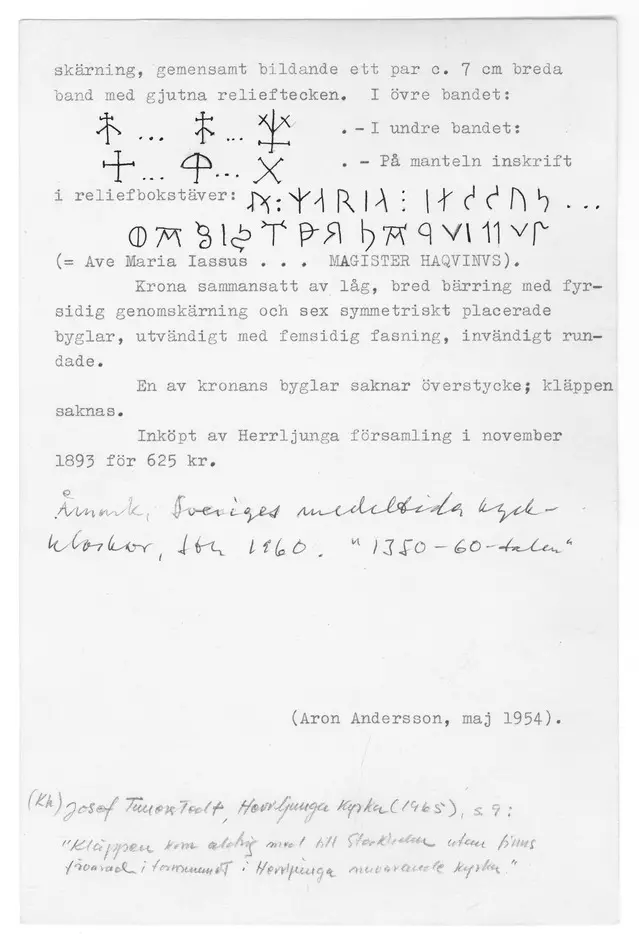 skärning, gemensamt bildande ett par c. 7 cm breda
band med gjutna relieftecken. I övre bandet:
... ... . - I undre bandet:
... ... . - På manteln inskrift
i reliefbokstäver: ...
(= Ave Maria Iassus . . . MAGISTER HAQVINVS).
Krona sammansatt av låg, bred bärring med fyr-
sidig genomskärning och sex symmetriskt placerade
byglar, utvändigt med femsidig fasning, invändigt run-
dade.
En av kronans byglar saknar överstycke; kläppen
saknas.
Inköpt av Herrljunga församling i november
1893 för 625 kr.
Åmark, Sveriges medeltida kyrk-
klockor, Sth 1960. "1350-60-talen"
(Aron Andersson, maj 1954).
(Kh) Josef Herrljunga kyrka (1965), s. 9:
"Kläppen kom aldrig med till Stockholm utan finns
förvarad i tornrummet i Herrljunga nuvarande kyrka."